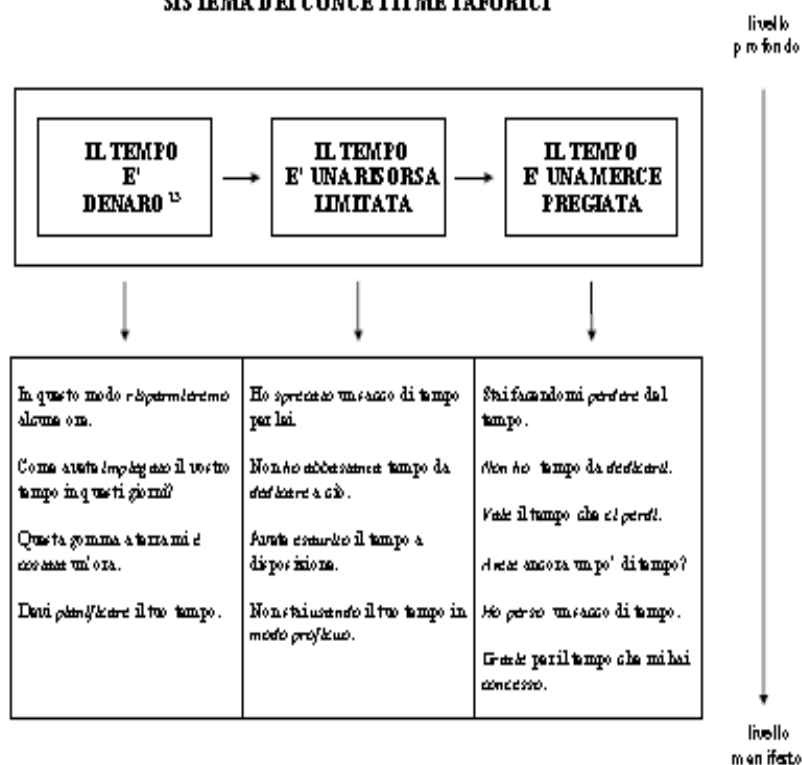 SISTEMA DEI CONCETTI METAFORICI
livello
profondo
IL TEMPO
E'
DENARO 13
IL TEMPO
E' UNA RISORSA
LIMITATA
IL TEMPO
E' UNA MERCE
PREGIATA
In questo modo risparmieremo
alcune ore.
Come avete impiegato il vostro
tempo in questi giorni?
Questa gomma a terra mi è
costata un'ora.
Devi pianificare il tuo tempo.
Ho sprecato un sacco di tempo
per lei.
Non ho abbastanza tempo da
dedicare a ciò.
Avete esaurito il tempo a
disposizione.
Non stai usando il tuo tempo in
modo proficuo.
Stai facendomi perdere del
tempo.
Non ho tempo da dedicarti.
Vale il tempo che ci perdi.
Avete ancora un po' di tempo?
Ho perso un sacco di tempo.
Grazie per il tempo che mi hai
concesso.
livello
manifesto